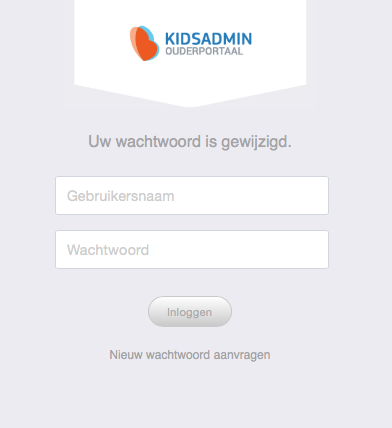 KIDSADMIN
OUDERPORTAAL
Uw wachtwoord is gewijzigd.
Gebruikersnaam
Wachtwoord
Inloggen
Nieuw wachtwoord aanvragen